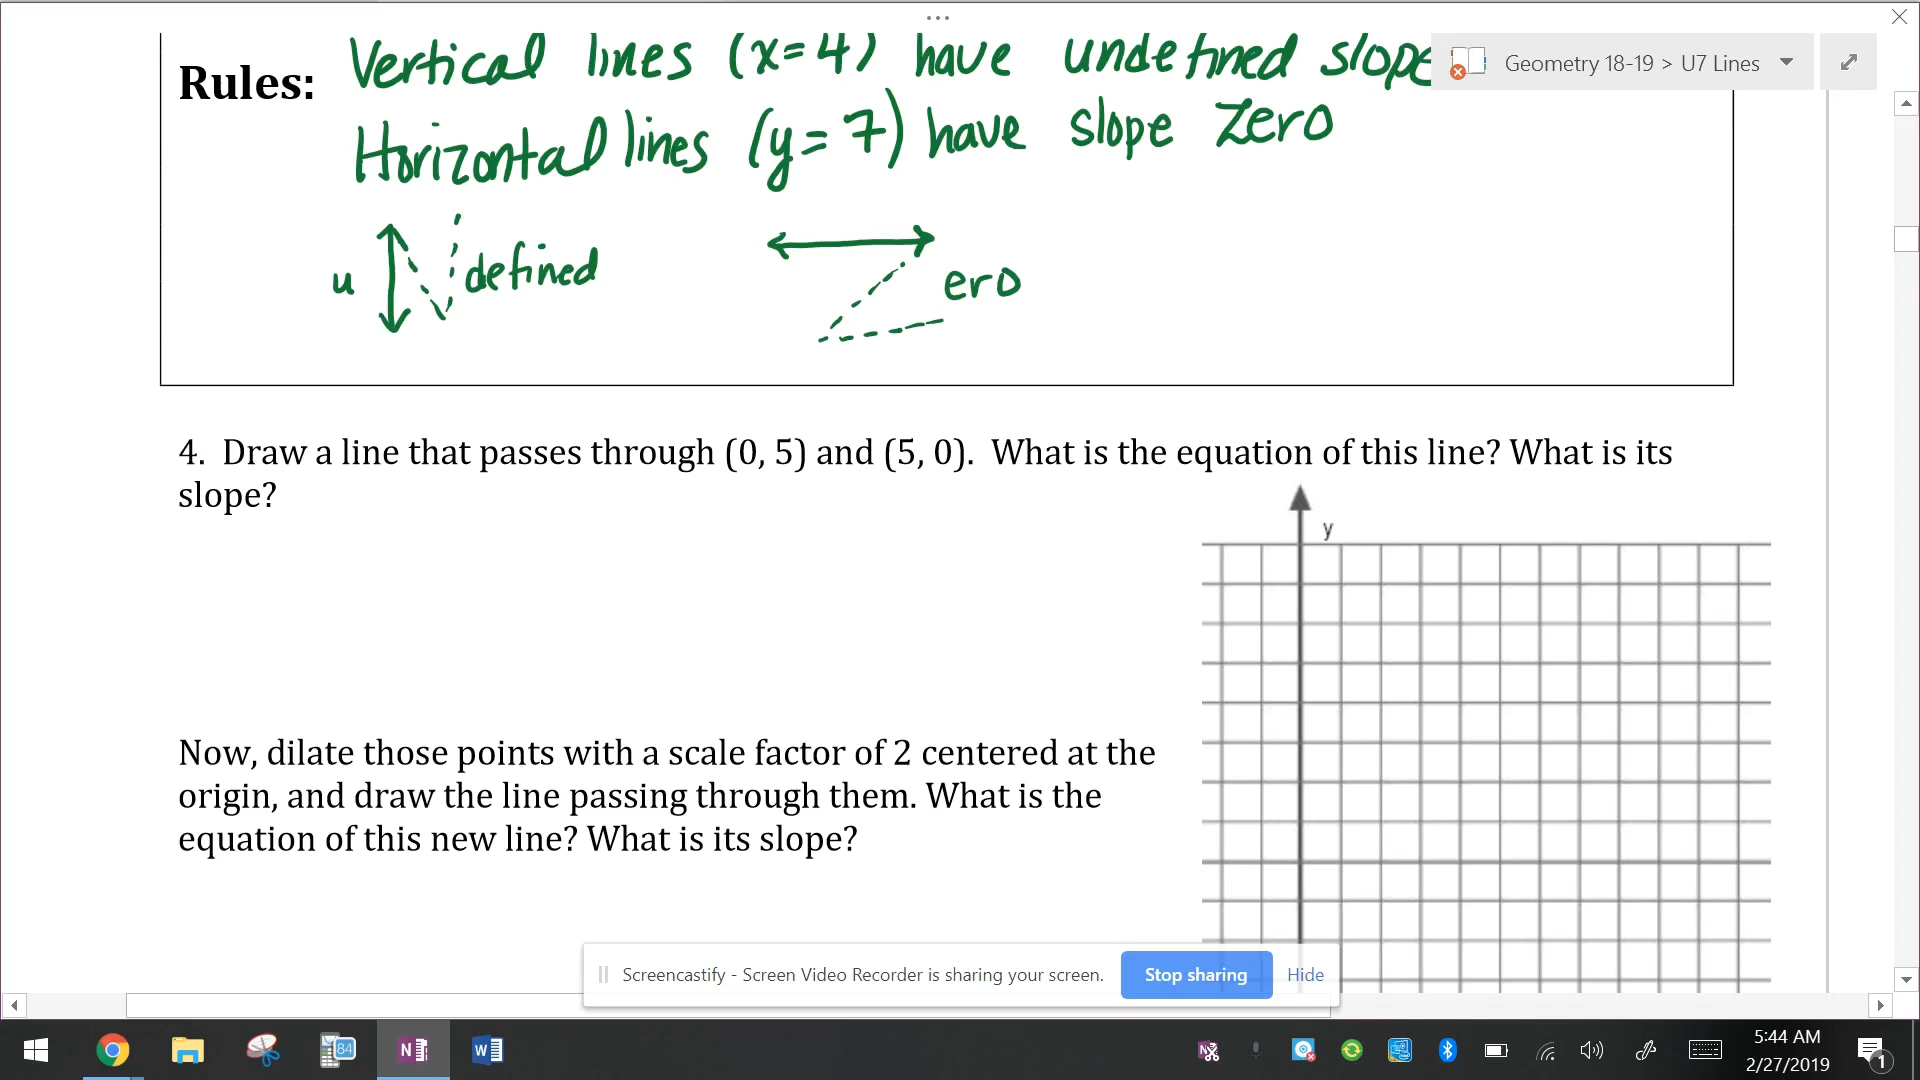 Vertical lines (x=4) have undefined slope
Rules:
Geometry 18-19 > U7 Lines
Horizontal lines (y=7) have slope zero
u defined
ero
4. Draw a line that passes through (0, 5) and (5, 0). What is the equation of this line? What is its
slope?
y
Now, dilate those points with a scale factor of 2 centered at the
origin, and draw the line passing through them. What is the
equation of this new line? What is its slope?
Screencastify - Screen Video Recorder is sharing your screen. Stop sharing Hide
84
N
W
5:44 AM
2/27/2019
1